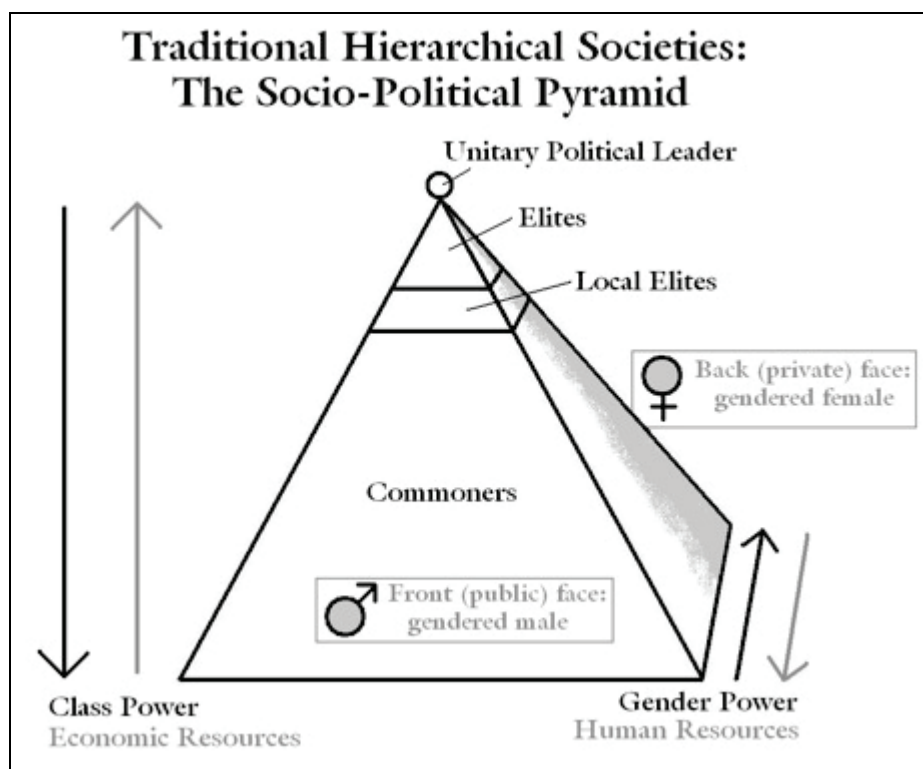 Traditional Hierarchical Societies:
The Socio-Political Pyramid
Unitary Political Leader
Elites
Local Elites
Back (private) face:
gendered female
Commoners
Front (public) face:
gendered male
Class Power
Economic Resources
Gender Power
Human Resources